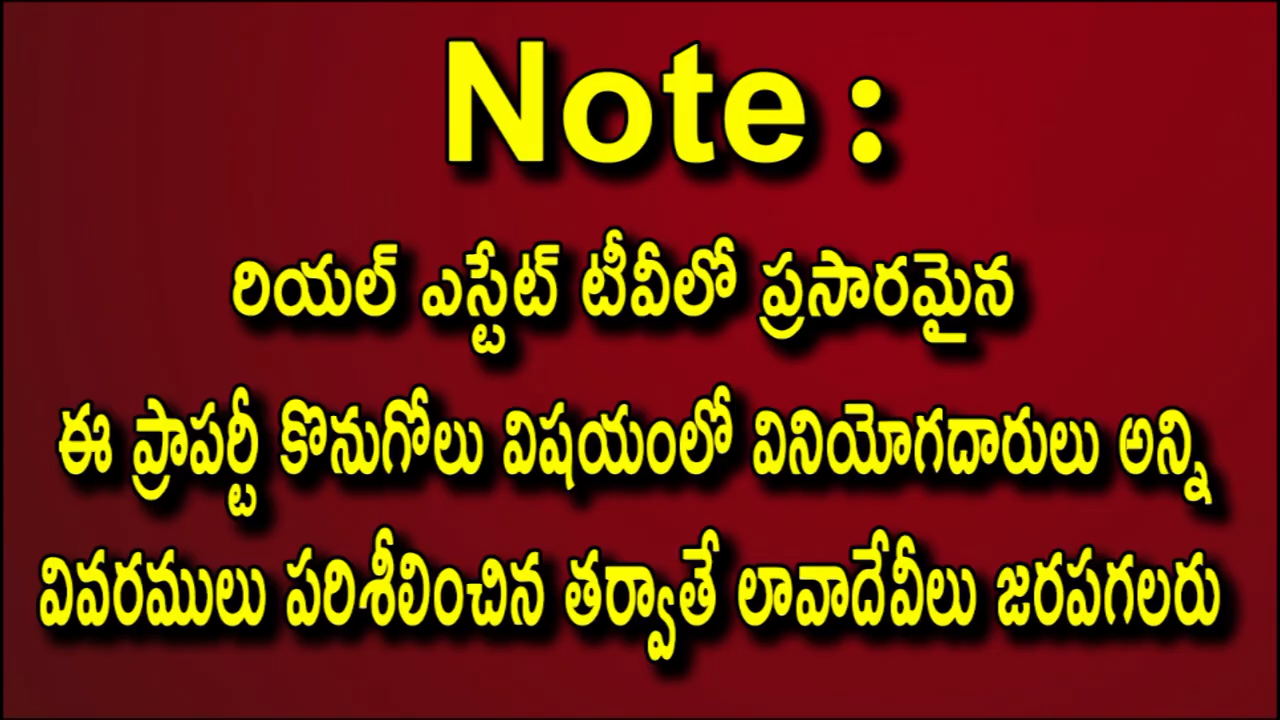 Note :
రియల్ ఎస్టేట్ టీవీలో ప్రసారమైన
ఈ ప్రాపర్టీ కొనుగోలు విషయంలో వినియోగదారులు అన్ని
వివరములు పరిశీలించిన తర్వాతే లావాదేవీలు జరపగలరు